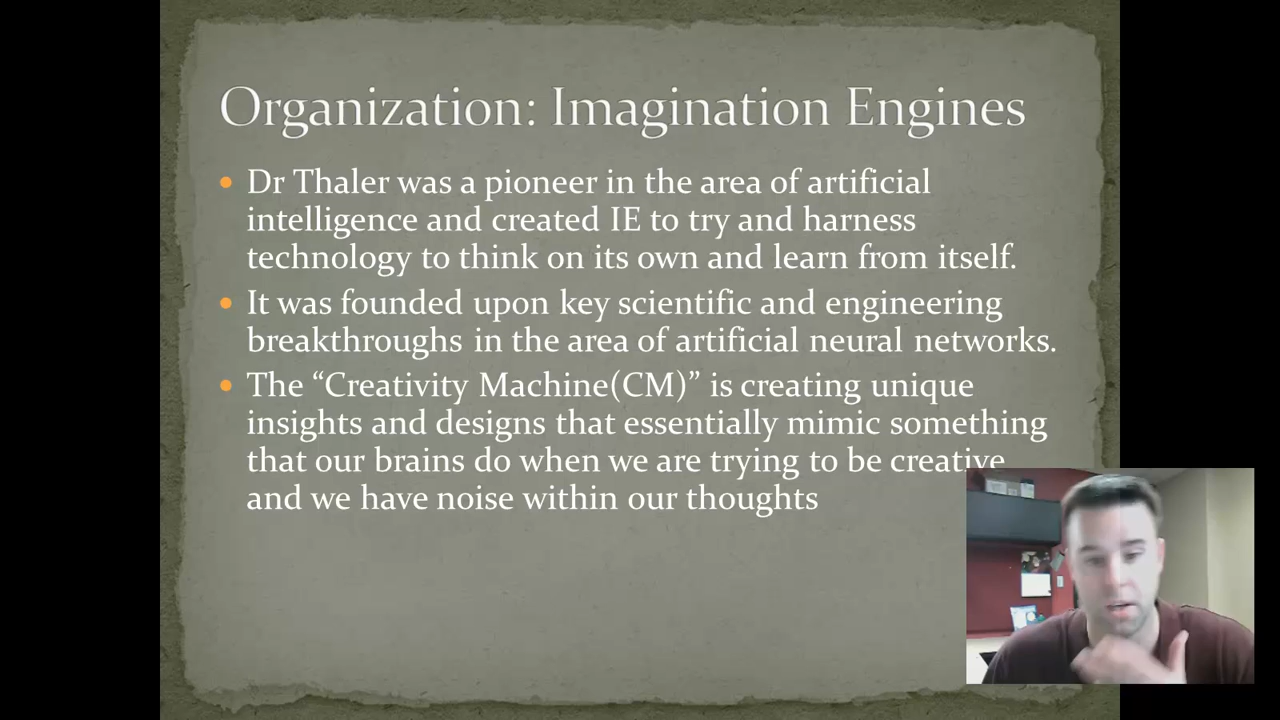 Organization: Imagination Engines
Dr Thaler was a pioneer in the area of artificial
intelligence and created IE to try and harness
technology to think on its own and learn from itself.
It was founded upon key scientific and engineering
breakthroughs in the area of artificial neural networks.
The “Creativity Machine(CM)” is creating unique
insights and designs that essentially mimic something
that our brains do when we are trying to be creative
and we have noise within our thoughts